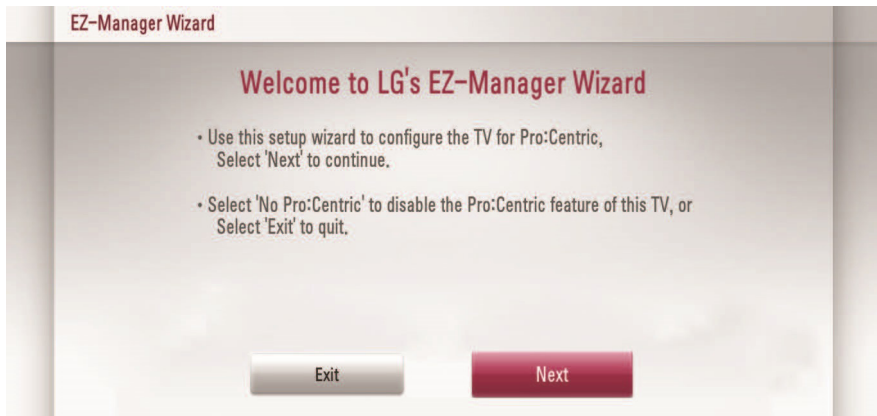 EZ-Manager Wizard
Welcome to LG's EZ-Manager Wizard
• Use this setup wizard to configure the TV for Pro:Centric,
Select 'Next' to continue.
• Select 'No Pro:Centric' to disable the Pro:Centric feature of this TV, or
Select 'Exit' to quit.
Exit Next